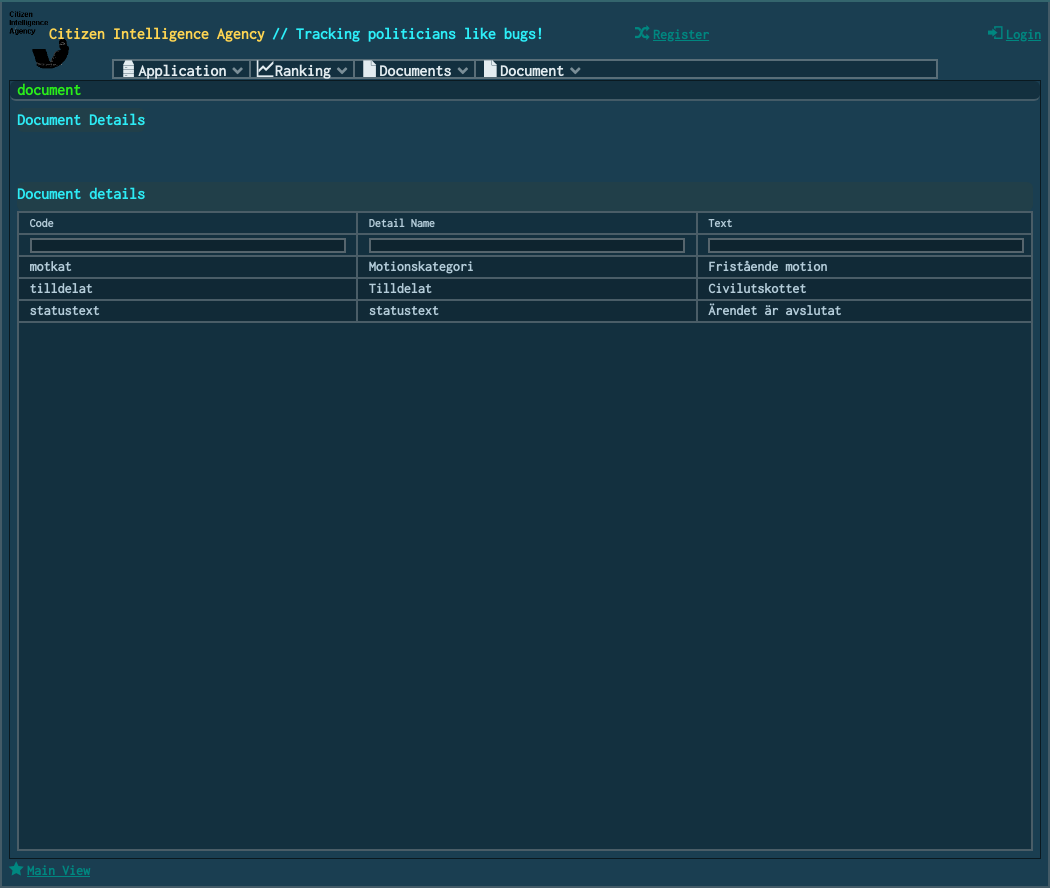 Citizen
Intelligence
Agency
Citizen Intelligence Agency // Tracking politicians like bugs!
Register
Login
Application
Ranking
Documents
Document
document
Document Details
Document details
Code Detail Name Text
motkat Motionskategori Fristående motion
tilldelat Tilldelat Civilutskottet
statustext statustext Ärendet är avslutat
Main View